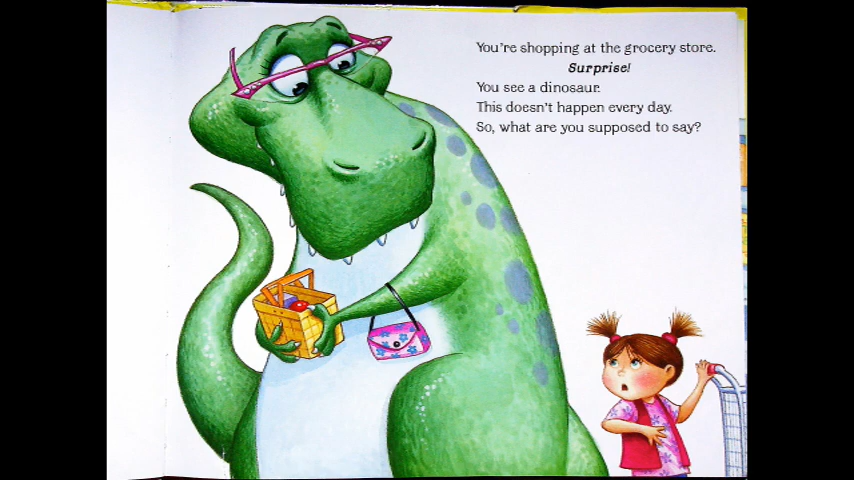 You're shopping at the grocery store.
Surprise!
You see a dinosaur.
This doesn't happen every day.
So, what are you supposed to say?